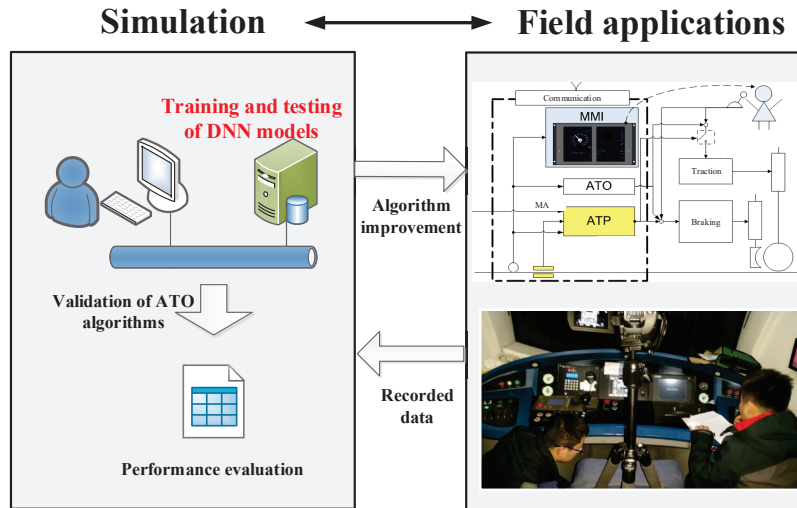 Simulation
Field applications
Training and testing
of DNN models
Validation of ATO
algorithms
Performance evaluation
Algorithm
improvement
Recorded
data
Communication
MMI
ATO
MA
ATP
Traction
Braking